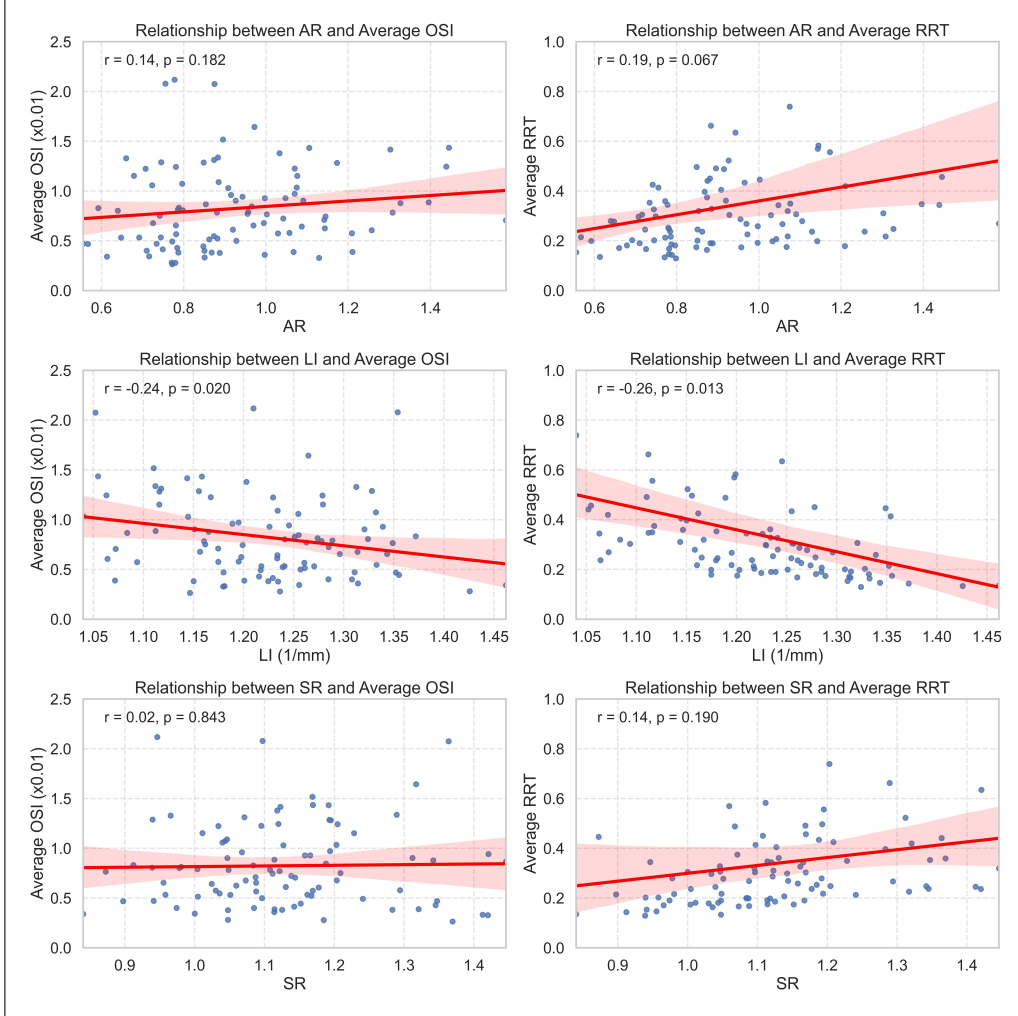 Relationship between AR and Average OSI
r = 0.14, p = 0.182
Average OSI (x0.01)
2.5
2.0
1.5
1.0
0.5
0.0
0.6 0.8 1.0 1.2 1.4
AR
Relationship between AR and Average RRT
r = 0.19, p = 0.067
Average RRT
1.0
0.8
0.6
0.4
0.2
0.0
0.6 0.8 1.0 1.2 1.4
AR
Relationship between LI and Average OSI
r = -0.24, p = 0.020
Average OSI (x0.01)
2.5
2.0
1.5
1.0
0.5
0.0
1.05 1.10 1.15 1.20 1.25 1.30 1.35 1.40 1.45
LI (1/mm)
Relationship between LI and Average RRT
r = -0.26, p = 0.013
Average RRT
1.0
0.8
0.6
0.4
0.2
0.0
1.05 1.10 1.15 1.20 1.25 1.30 1.35 1.40 1.45
LI (1/mm)
Relationship between SR and Average OSI
r = 0.02, p = 0.843
Average OSI (x0.01)
2.5
2.0
1.5
1.0
0.5
0.0
0.9 1.0 1.1 1.2 1.3 1.4
SR
Relationship between SR and Average RRT
r = 0.14, p = 0.190
Average RRT
1.0
0.8
0.6
0.4
0.2
0.0
0.9 1.0 1.1 1.2 1.3 1.4
SR